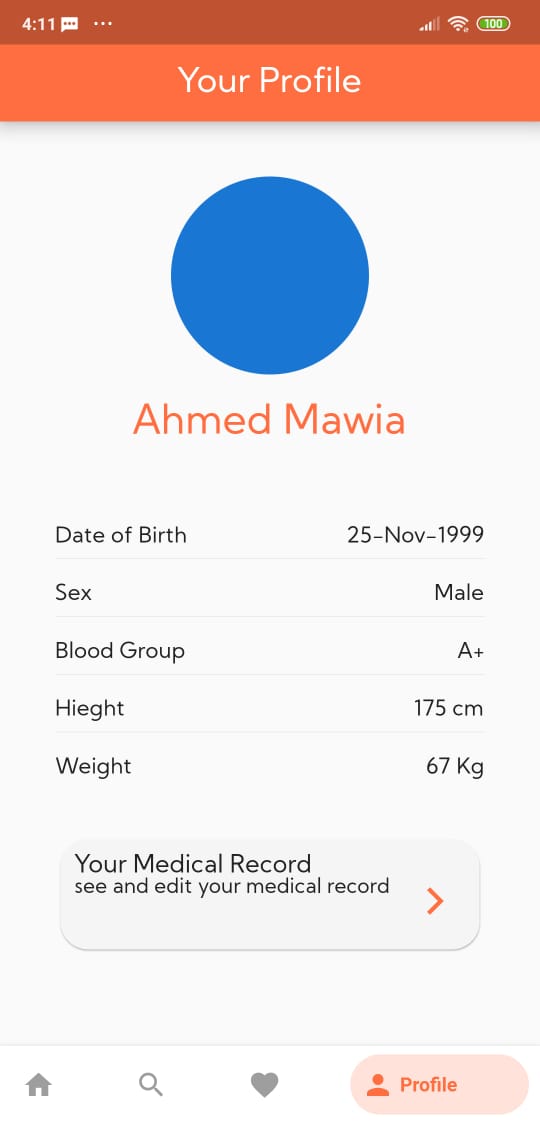 4:11
100
Your Profile
Ahmed Mawia
Date of Birth 25-Nov-1999
Sex Male
Blood Group A+
Hieght 175 cm
Weight 67 Kg
Your Medical Record
see and edit your medical record
Profile